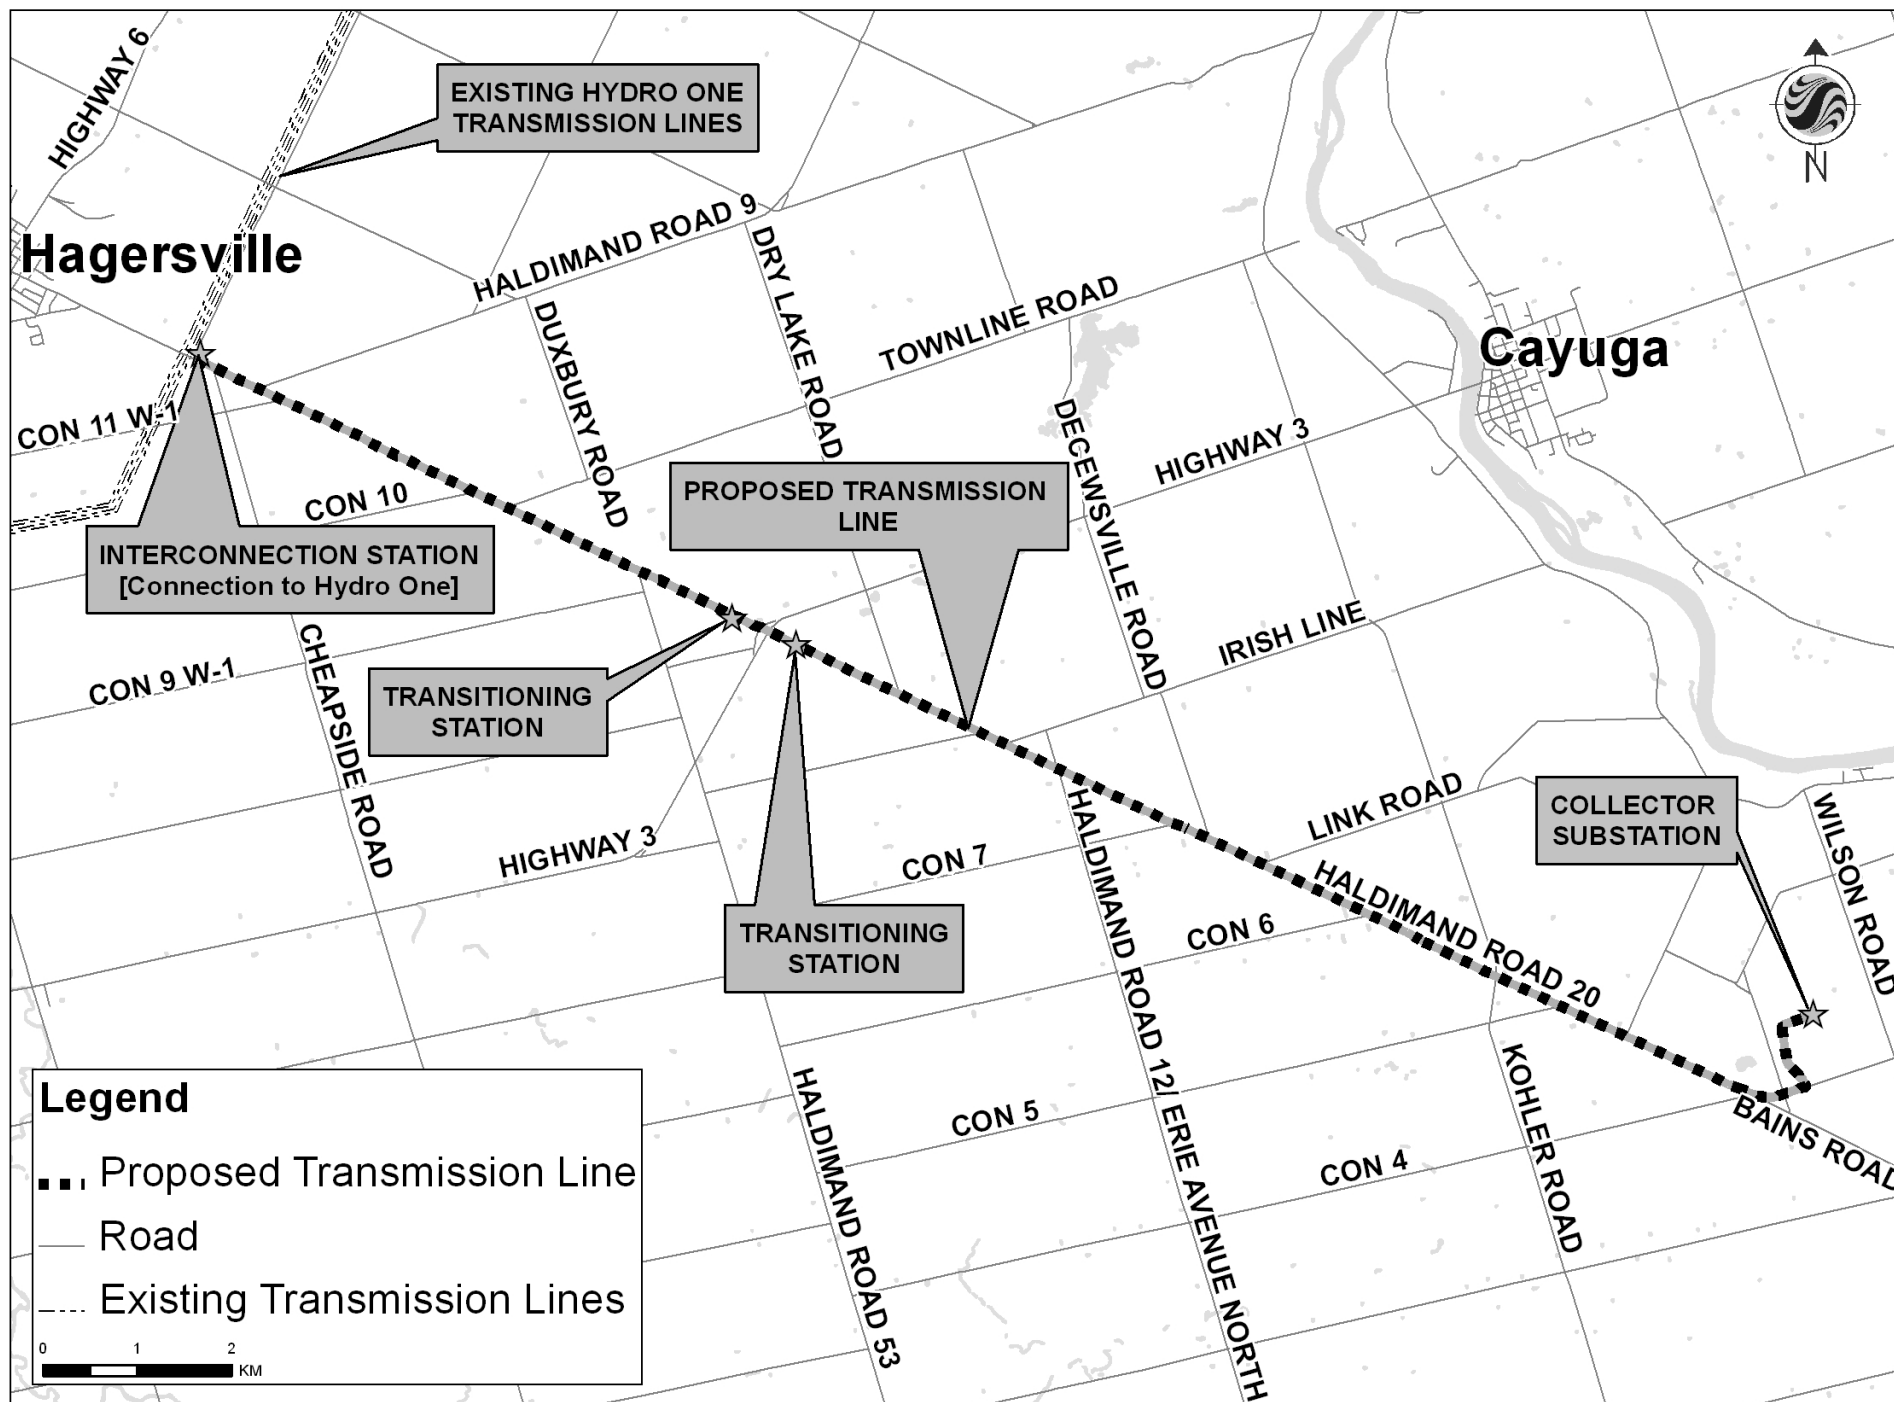 HIGHWAY 6
EXISTING HYDRO ONE
TRANSMISSION LINES
N
Hagersville
HALDIMAND ROAD 9
DRY LAKE ROAD
DUXBURY ROAD
TOWNLINE ROAD
Cayuga
CON 11 W-1
DECEWSVILLE ROAD
HIGHWAY 3
CON 10
PROPOSED TRANSMISSION
LINE
INTERCONNECTION STATION
[Connection to Hydro One]
CHEAPSIDE ROAD
IRISH LINE
CON 9 W-1
TRANSITIONING
STATION
HIGHWAY 3
CON 7
LINK ROAD
COLLECTOR
SUBSTATION
WILSON ROAD
HALDIMAND ROAD 20
TRANSITIONING
STATION
CON 6
HALDIMAND ROAD 12/ ERIE AVENUE NORTH
KOHLER ROAD
BAINS ROAD
HALDIMAND ROAD 53
CON 5
CON 4
Legend
Proposed Transmission Line
Road
Existing Transmission Lines
0 1 2
KM